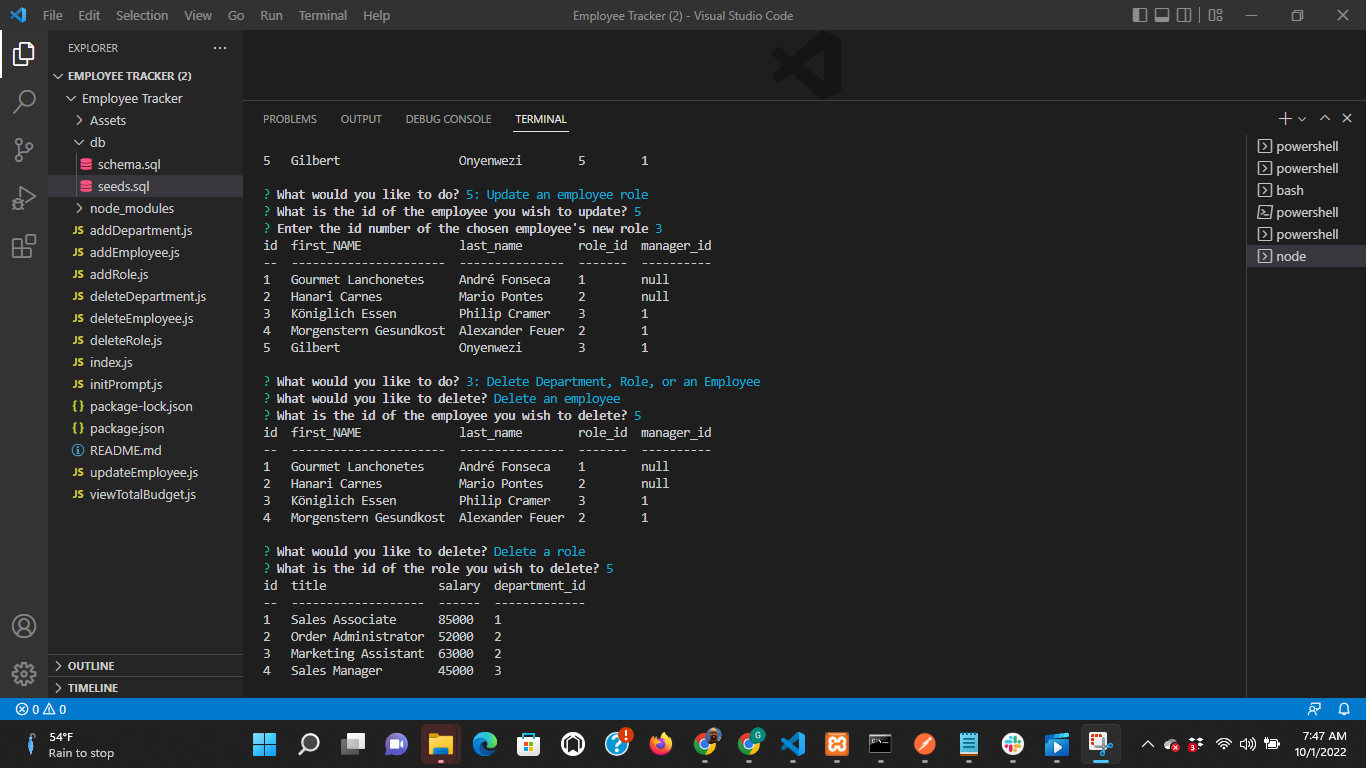 File Edit Selection View Go Run Terminal Help
Employee Tracker (2) - Visual Studio Code
EXPLORER
EMPLOYEE TRACKER (2)
Employee Tracker
Assets
db
schema.sql
seeds.sql
node_modules
JS addDepartment.js
JS addEmployee.js
JS addRole.js
JS deleteDepartment.js
JS deleteEmployee.js
JS deleteRole.js
JS index.js
JS initPrompt.js
{} package-lock.json
{} package.json
README.md
JS updateEmployee.js
JS viewTotalBudget.js
OUTLINE
TIMELINE
PROBLEMS OUTPUT DEBUG CONSOLE TERMINAL
5 Gilbert Onyenwezi 5 1
? What would you like to do? 5: Update an employee role
? What is the id of the employee you wish to update? 5
? Enter the id number of the chosen employee's new role 3
id first_NAME last_name role_id manager_id
-- ---------------------- --------------- ------- ----------
1 Gourmet Lanchonetes André Fonseca 1 null
2 Hanari Carnes Mario Pontes 2 null
3 Königlich Essen Philip Cramer 3 1
4 Morgenstern Gesundkost Alexander Feuer 2 1
5 Gilbert Onyenwezi 3 1
? What would you like to do? 3: Delete Department, Role, or an Employee
? What would you like to delete? Delete an employee
? What is the id of the employee you wish to delete? 5
id first_NAME last_name role_id manager_id
-- ---------------------- --------------- ------- ----------
1 Gourmet Lanchonetes André Fonseca 1 null
2 Hanari Carnes Mario Pontes 2 null
3 Königlich Essen Philip Cramer 3 1
4 Morgenstern Gesundkost Alexander Feuer 2 1
? What would you like to delete? Delete a role
? What is the id of the role you wish to delete? 5
id title salary department_id
-- ------------------- ------ -------------
1 Sales Associate 85000 1
2 Order Administrator 52000 2
3 Marketing Assistant 63000 2
4 Sales Manager 45000 3
powershell
powershell
bash
powershell
powershell
node
0 0
54°F
Rain to stop
G
3
7:47 AM
10/1/2022